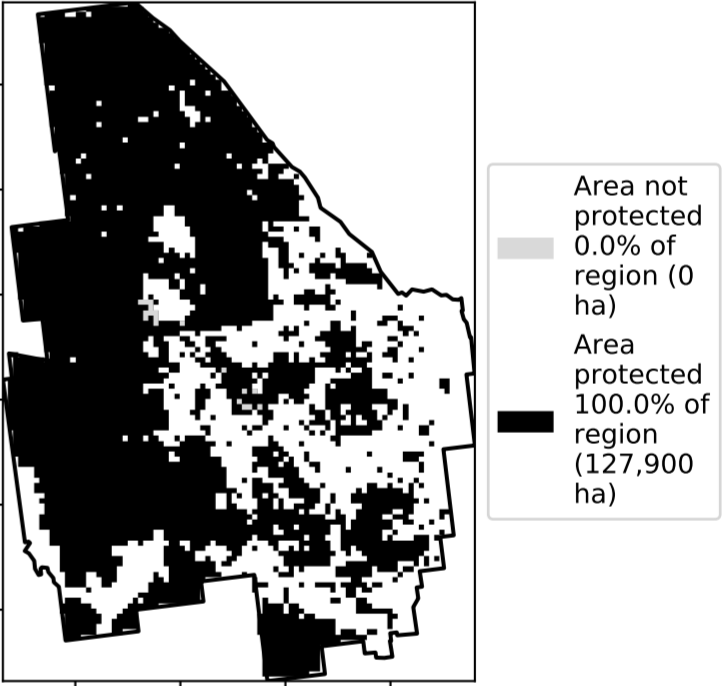 Area not
protected
0.0% of
region (0
ha)
Area
protected
100.0% of
region
(127,900
ha)